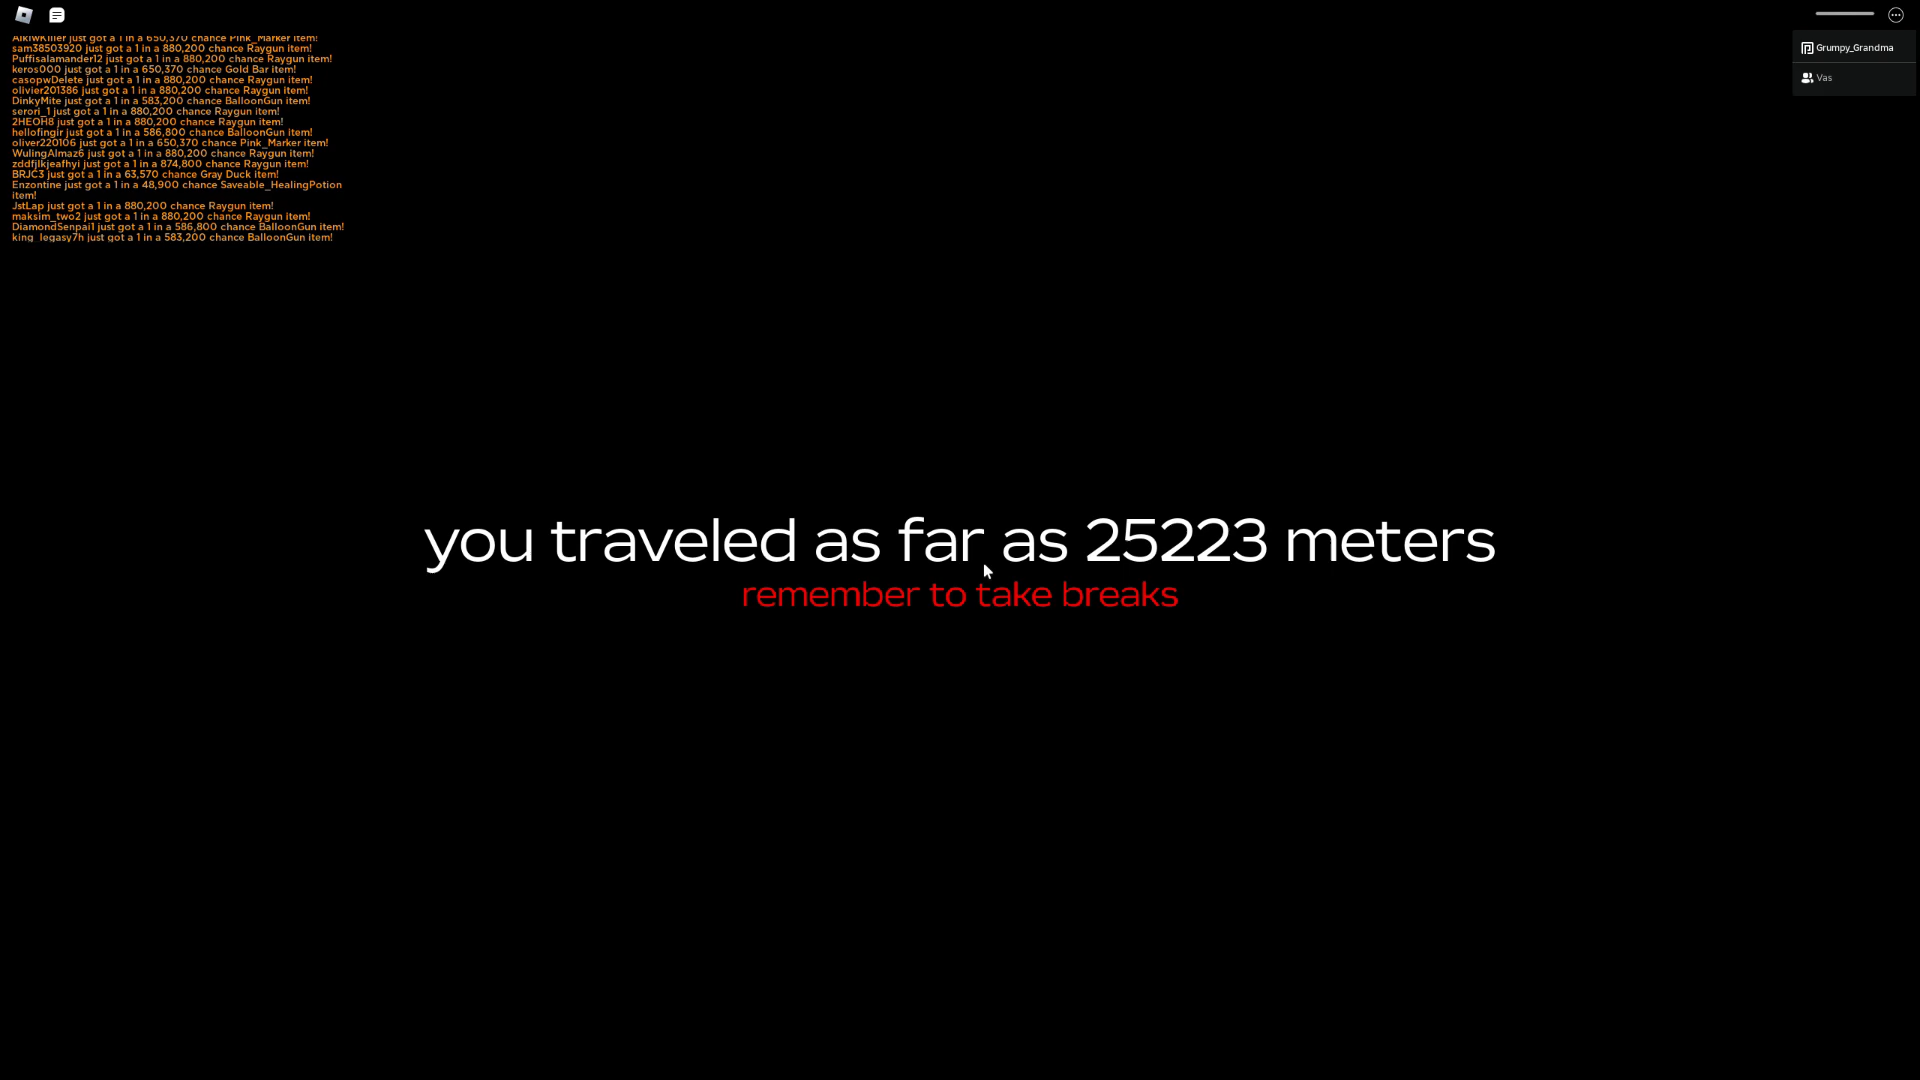 AlkiwKiller just got a 1 in a 650,370 chance Pink_Marker item!
sam38503920 just got a 1 in a 880,200 chance Raygun item!
Puffisalamander12 just got a 1 in a 880,200 chance Raygun item!
keros000 just got a 1 in a 650,370 chance Gold Bar item!
casopwDelete just got a 1 in a 880,200 chance Raygun item!
olivier201386 just got a 1 in a 880,200 chance Raygun item!
DinkyMite just got a 1 in a 583,200 chance BalloonGun item!
serori_1 just got a 1 in a 880,200 chance Raygun item!
2HEOH8 just got a 1 in a 880,200 chance Raygun item!
hellofingir just got a 1 in a 586,800 chance BalloonGun item!
oliver220106 just got a 1 in a 650,370 chance Pink_Marker item!
WulingAlmaz6 just got a 1 in a 880,200 chance Raygun item!
zddfjlkjeafhyi just got a 1 in a 874,800 chance Raygun item!
BRJC3 just got a 1 in a 63,570 chance Gray Duck item!
Enzontine just got a 1 in a 48,900 chance Saveable_HealingPotion
item!
JstLap just got a 1 in a 880,200 chance Raygun item!
maksim_two2 just got a 1 in a 880,200 chance Raygun item!
DiamondSenpai1 just got a 1 in a 586,800 chance BalloonGun item!
king_legasy7h just got a 1 in a 583,200 chance BalloonGun item!
Grumpy_Grandma
Vas
you traveled as far as 25223 meters
remember to take breaks